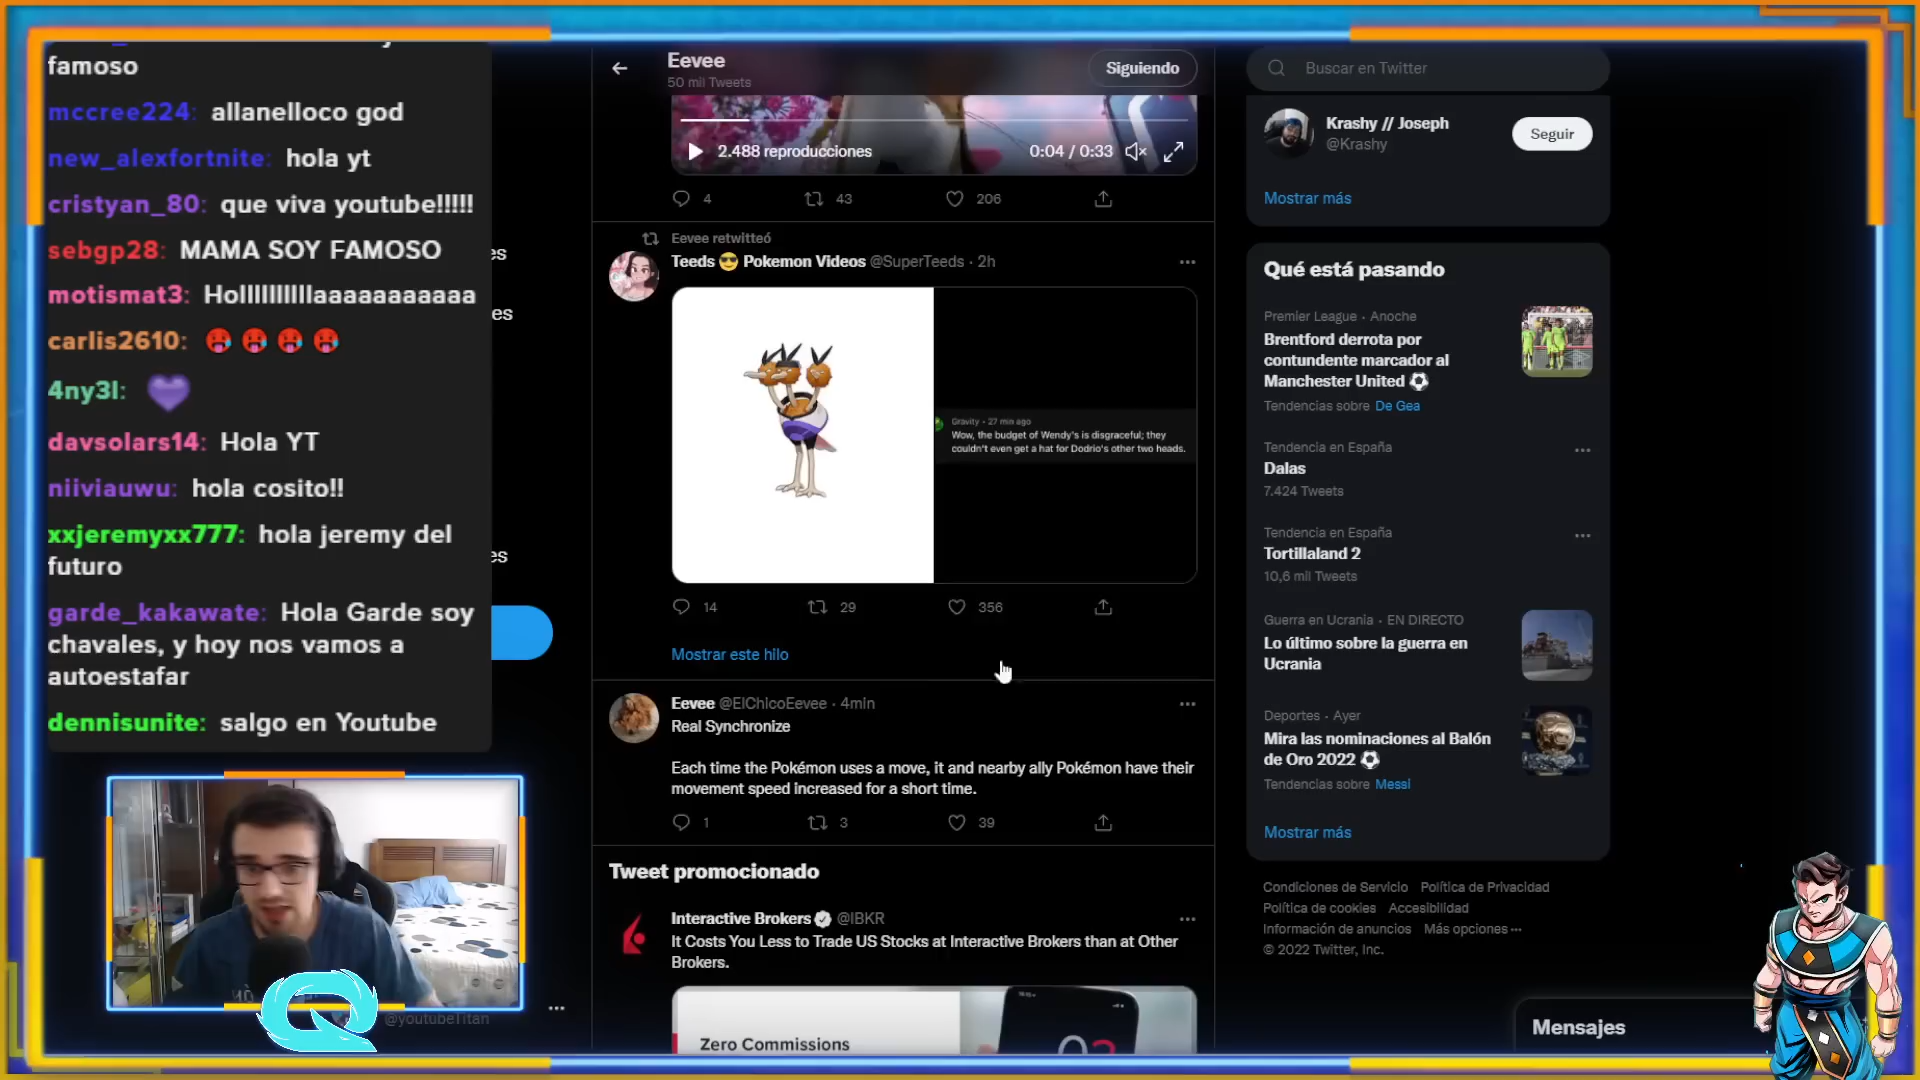 famoso
mccree224: allanelloco god
new_alexfortnite: hola yt
cristyan_80: que viva youtube!!!!!
sebgp28: MAMA SOY FAMOSO
motismat3: Hollllllllllaaaaaaaaaaa
carlis2610: 🥵 🥵 🥵 🥵
4ny3l: 💜
davsolars14: Hola YT
niiviauwu: hola cosito!!
xxjeremyxx777: hola jeremy del
futuro
garde_kakawate: Hola Garde soy
chavales, y hoy nos vamos a
autoestafar
dennisunite: salgo en Youtube
es
es
es
@youtubeTitan
Eevee
50 mil Tweets
Siguiendo
2.488 reproducciones
0:04 / 0:33
4
43
206
Eevee retwitteó
Teeds 😎 Pokemon Videos @SuperTeeds · 2h
Gravity • 27 min ago
Wow, the budget of Wendy's is disgraceful; they
couldn't even get a hat for Dodrio's other two heads.
14
29
356
Mostrar este hilo
Eevee @ElChicoEevee · 4min
Real Synchronize
Each time the Pokémon uses a move, it and nearby ally Pokémon have their
movement speed increased for a short time.
1
3
39
Tweet promocionado
Interactive Brokers @IBKR
It Costs You Less to Trade US Stocks at Interactive Brokers than at Other
Brokers.
Zero Commissions
Buscar en Twitter
Krashy // Joseph
@Krashy
Seguir
Mostrar más
Qué está pasando
Premier League · Anoche
Brentford derrota por
contundente marcador al
Manchester United ⚽
Tendencias sobre De Gea
Tendencia en España
Dalas
7.424 Tweets
Tendencia en España
Tortillaland 2
10,6 mil Tweets
Guerra en Ucrania · EN DIRECTO
Lo último sobre la guerra en
Ucrania
Deportes · Ayer
Mira las nominaciones al Balón
de Oro 2022 ⚽
Tendencias sobre Messi
Mostrar más
Condiciones de Servicio Política de Privacidad
Política de cookies Accesibilidad
Información de anuncios Más opciones ···
© 2022 Twitter, Inc.
Mensajes